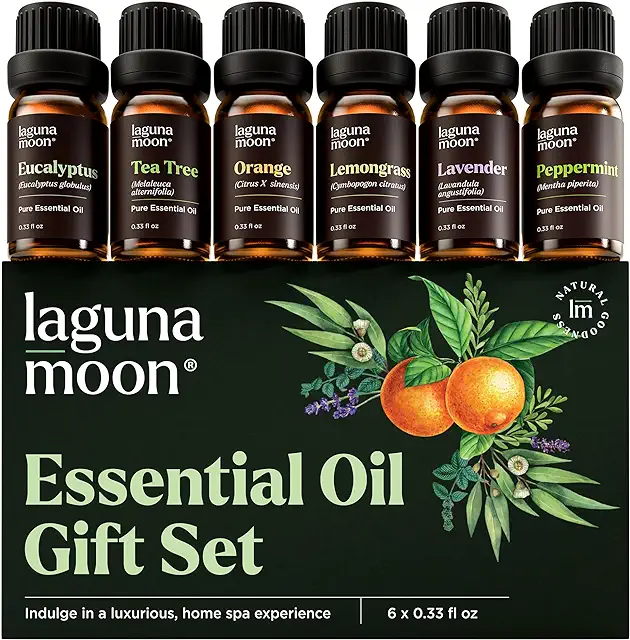 laguna
moon®
Eucalyptus
(Eucalyptus globulus)
Pure Essential Oil
0.33 fl oz
laguna
moon®
Tea Tree
(Melaleuca
alternifolia)
Pure Essential Oil
0.33 fl oz
laguna
moon®
Orange
(Citrus X sinensis)
Pure Essential Oil
0.33 fl oz
laguna
moon®
Lemongrass
(Cymbopogon citratus)
Pure Essential Oil
0.33 fl oz
laguna
moon®
Lavender
(Lavandula
angustifolia)
Pure Essential Oil
0.33 fl oz
laguna
moon®
Peppermint
(Mentha piperita)
Pure Essential Oil
0.33 fl oz
laguna
moon®
NATURAL GOODNESS
lm
Essential Oil
Gift Set
Indulge in a luxurious, home spa experience
6 x 0.33 fl oz